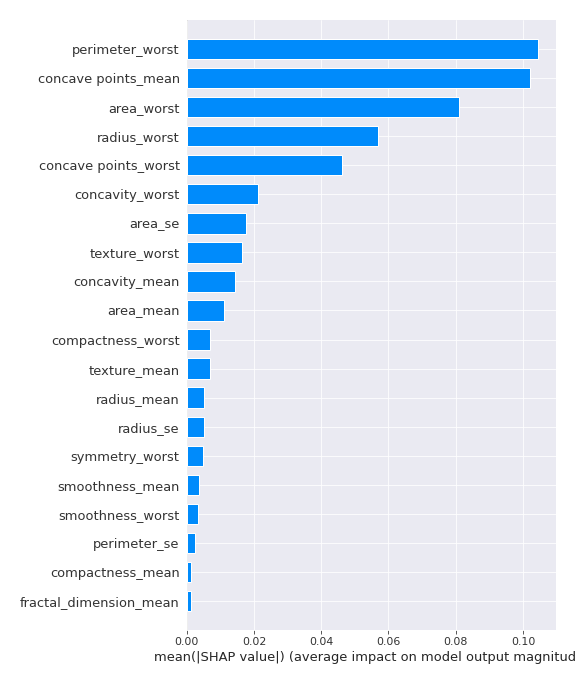 perimeter_worst
concave points_mean
area_worst
radius_worst
concave points_worst
concavity_worst
area_se
texture_worst
concavity_mean
area_mean
compactness_worst
texture_mean
radius_mean
radius_se
symmetry_worst
smoothness_mean
smoothness_worst
perimeter_se
compactness_mean
fractal_dimension_mean
0.00 0.02 0.04 0.06 0.08 0.10
mean(|SHAP value|) (average impact on model output magnitud